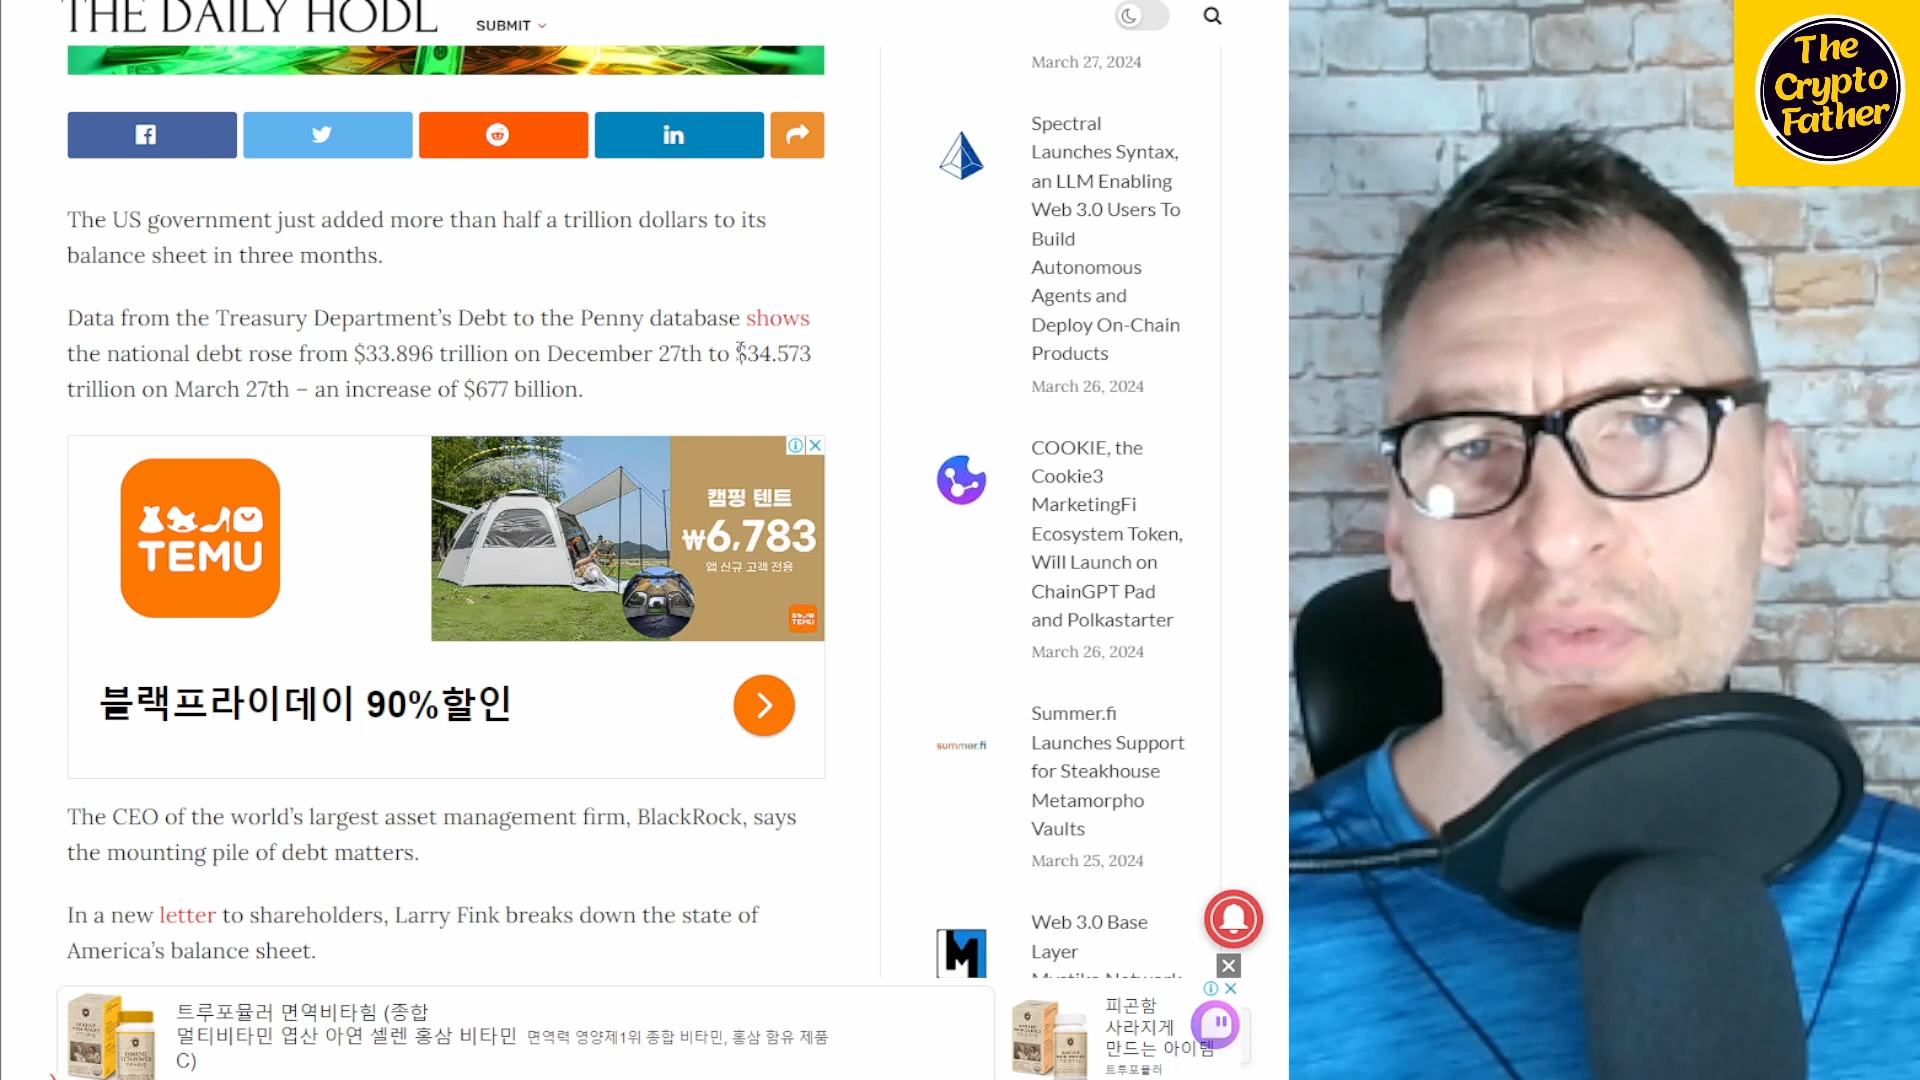 THE DAILY HODL
SUBMIT
The US government just added more than half a trillion dollars to its
balance sheet in three months.
Data from the Treasury Department’s Debt to the Penny database shows
the national debt rose from $33.896 trillion on December 27th to $34.573
trillion on March 27th – an increase of $677 billion.
TEMU
캠핑 텐트
₩6,783
앱 신규 고객 전용
TEMU
블랙프라이데이 90%할인
The CEO of the world’s largest asset management firm, BlackRock, says
the mounting pile of debt matters.
In a new letter to shareholders, Larry Fink breaks down the state of
America’s balance sheet.
트루포뮬러 면역비타힘 (종합
멀티비타민 엽산 아연 셀렌 홍삼 비타민 면역력 영양제1위 종합 비타민, 홍삼 함유 제품
C)
March 27, 2024
Spectral
Launches Syntax,
an LLM Enabling
Web 3.0 Users To
Build
Autonomous
Agents and
Deploy On-Chain
Products
March 26, 2024
COOKIE, the
Cookie3
MarketingFi
Ecosystem Token,
Will Launch on
ChainGPT Pad
and Polkastarter
March 26, 2024
summer.fi
Summer.fi
Launches Support
for Steakhouse
Metamorpho
Vaults
March 25, 2024
Web 3.0 Base
Layer
Mystiko Network
피곤함
사라지게
만드는 아이템
트루포뮬러
The
Crypto
Father